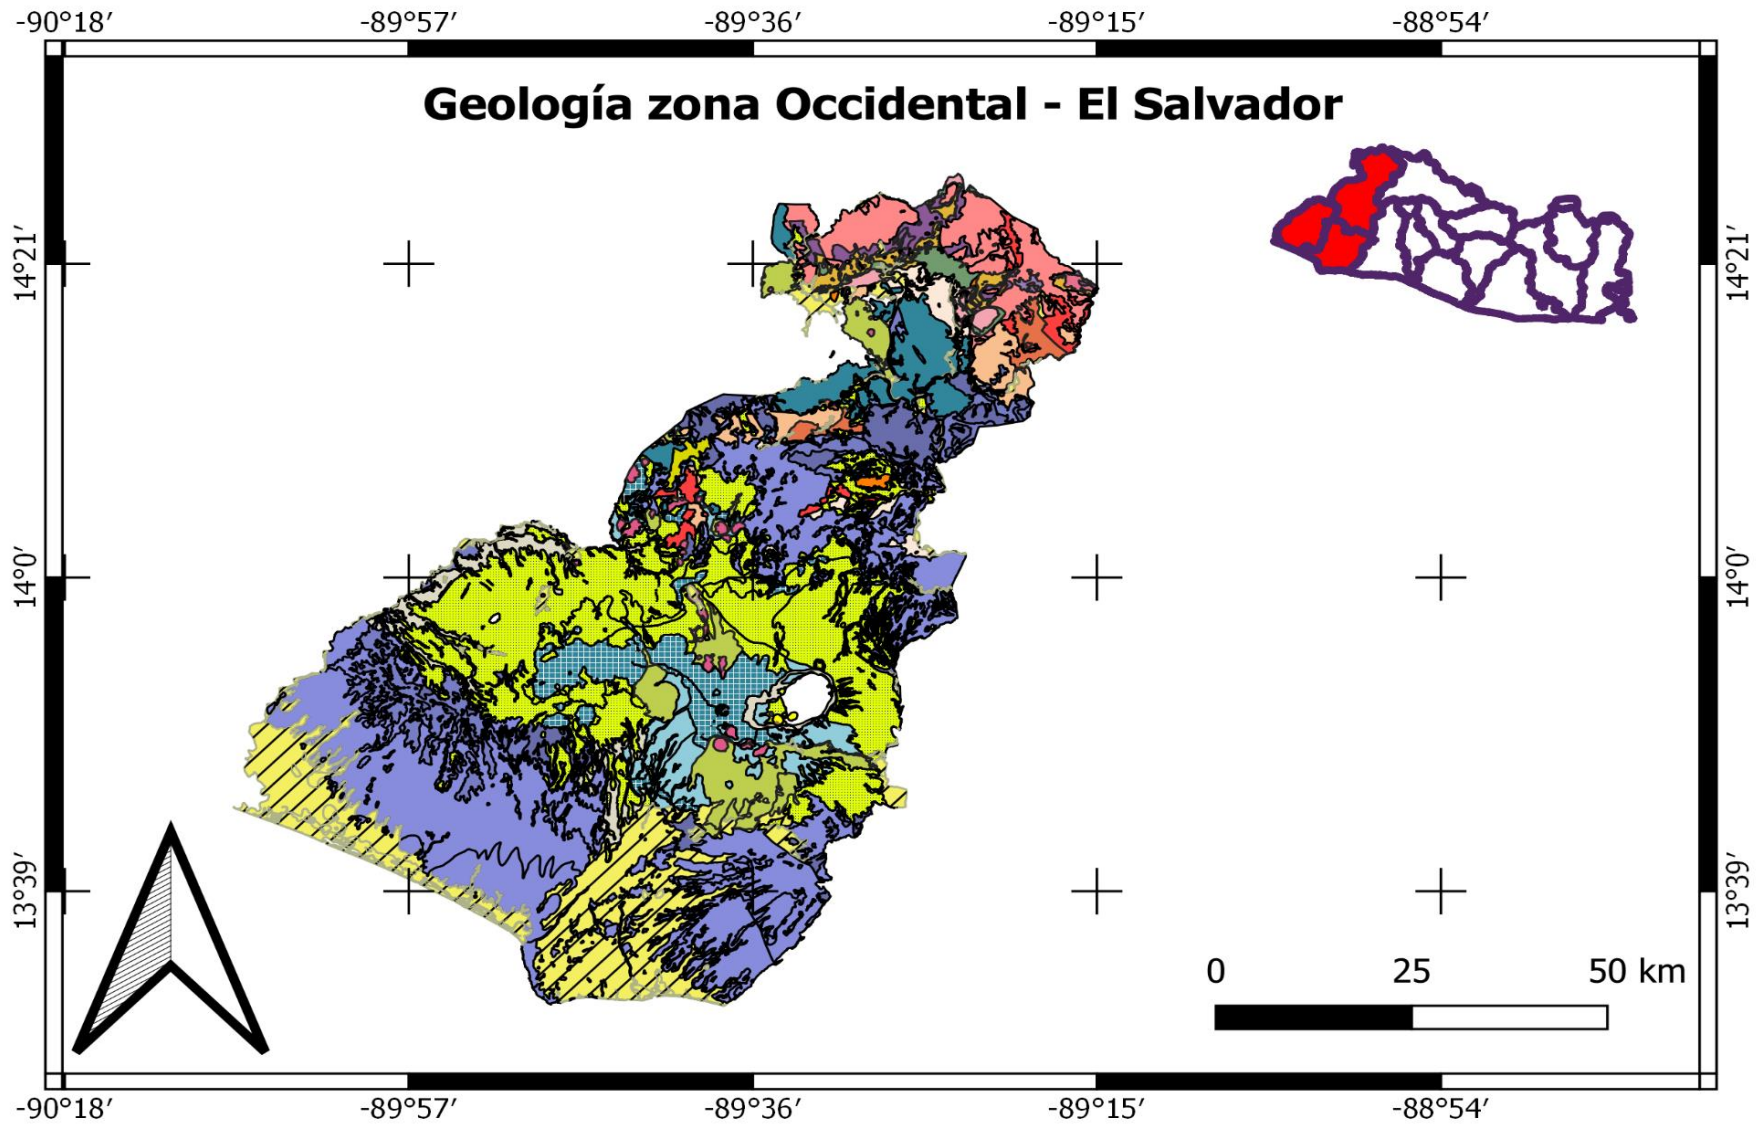 -90°18′ -89°57′ -89°36′ -89°15′ -88°54′
Geología zona Occidental - El Salvador
14°21′ 14°21′
14°0′ 14°0′
13°39′ 13°39′
0 25 50 km
-90°18′ -89°57′ -89°36′ -89°15′ -88°54′